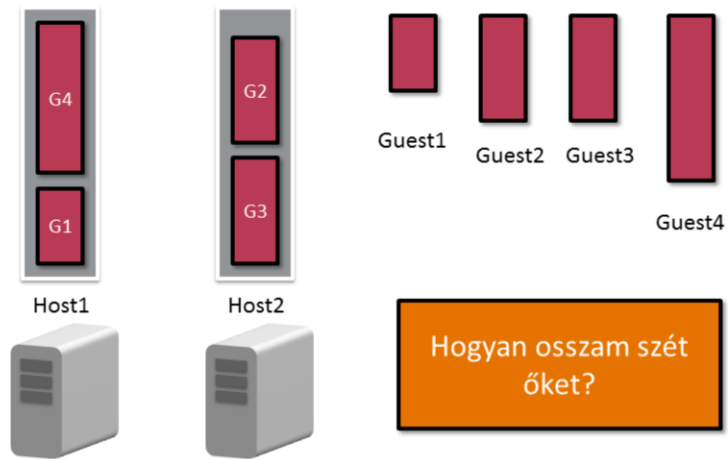 G4
G1
Host1
G2
G3
Host2
Guest1
Guest2
Guest3
Guest4
Hogyan osszam szét
őket?